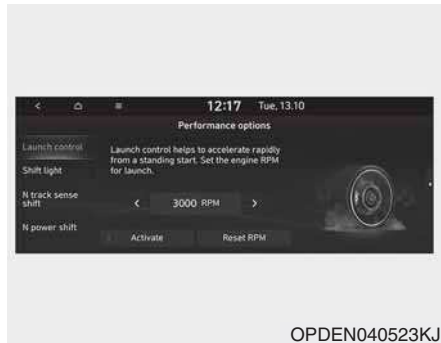 12:17 Tue, 13.10
Performance options
Launch control
Shift light
N track sense
shift
N power shift
Launch control helps to accelerate rapidly
from a standing start. Set the engine RPM
for launch.
3000 RPM
Activate
Reset RPM
OPDEN040523KJ